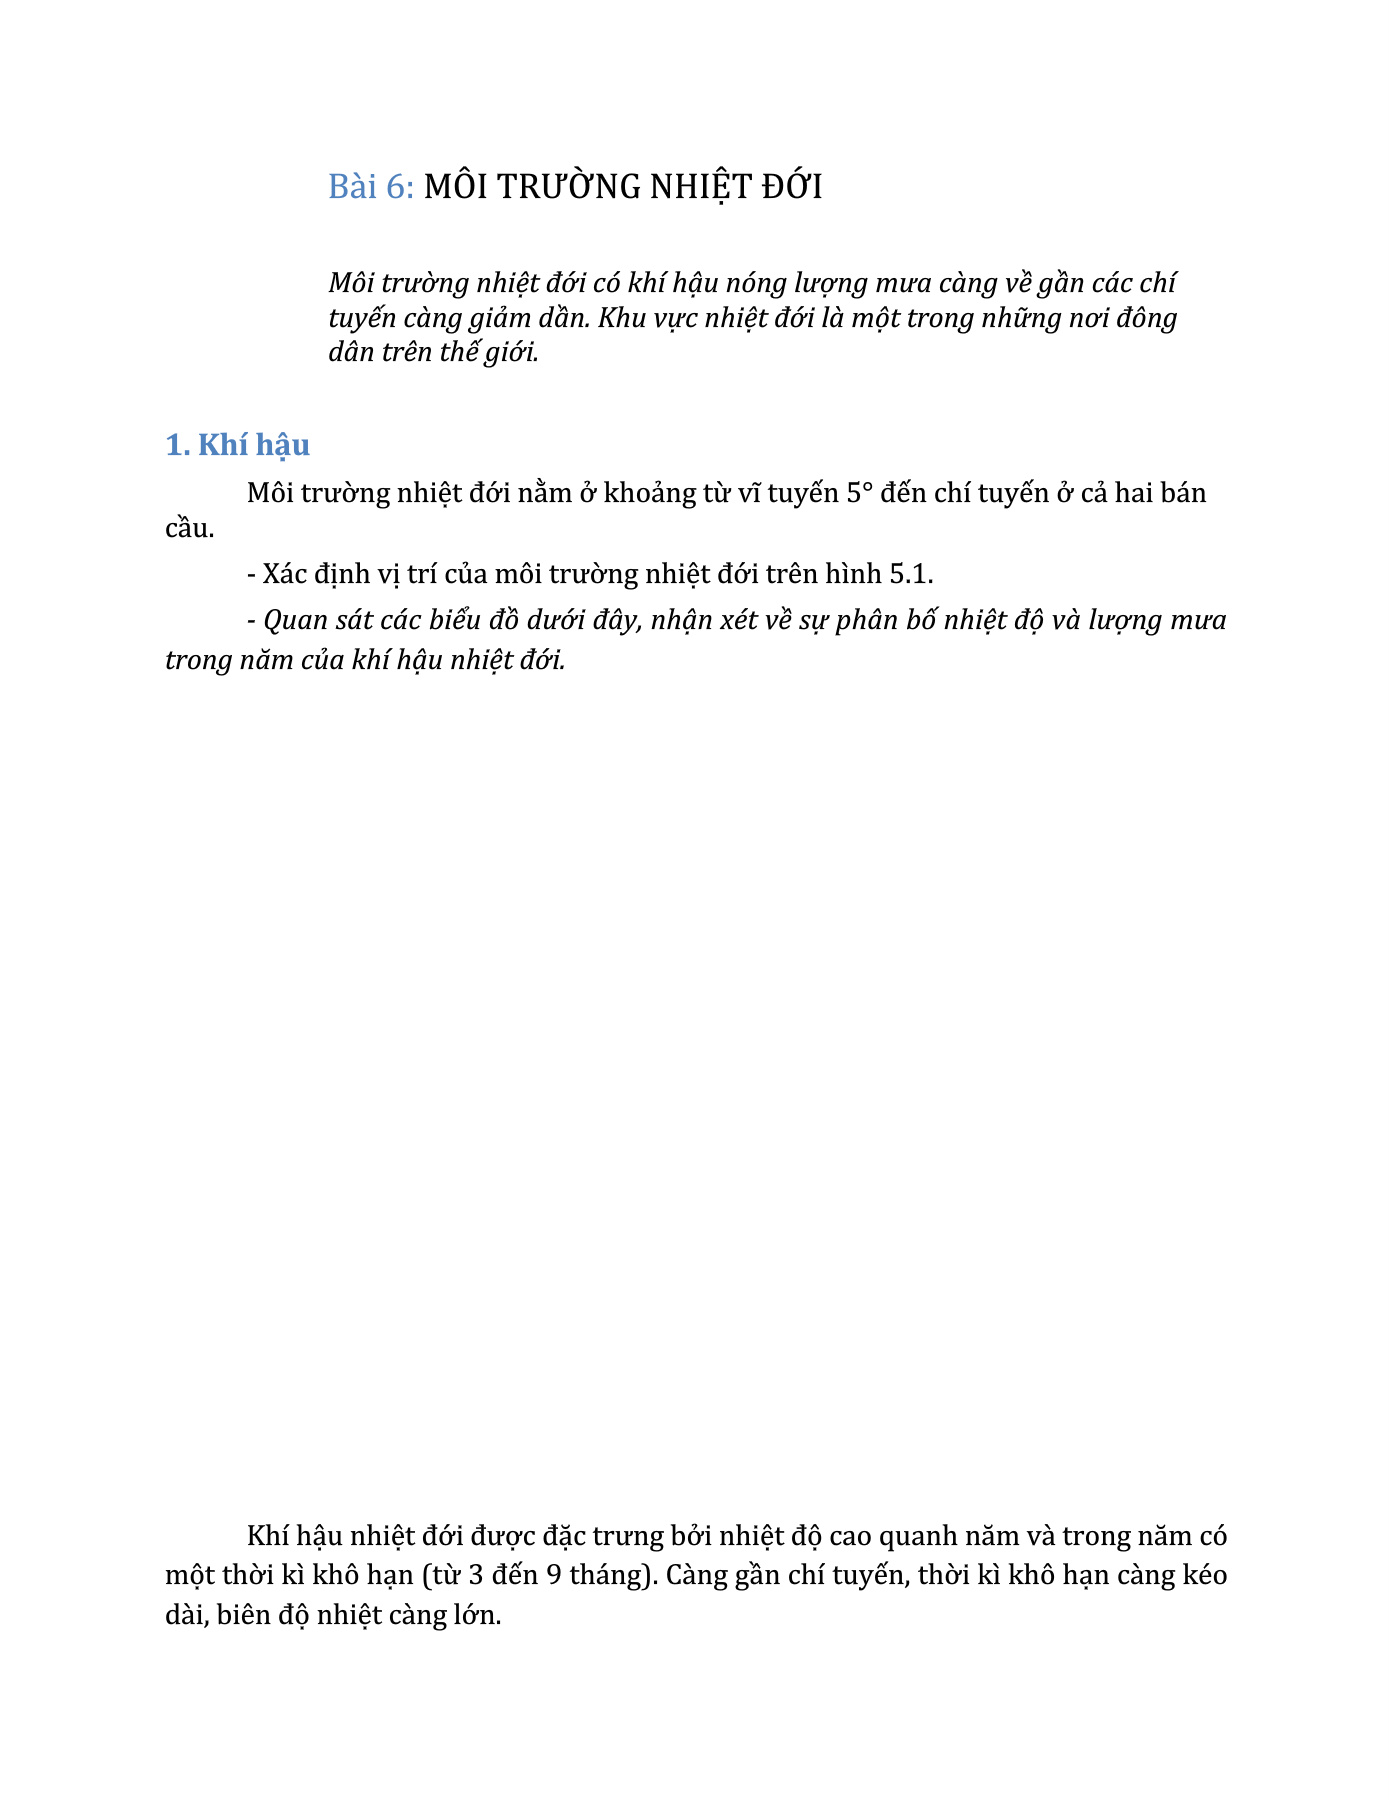 Bài 6: MÔI TRƯỜNG NHIỆT ĐỚI
Môi trường nhiệt đới có khí hậu nóng lượng mưa càng về gần các chí
tuyến càng giảm dần. Khu vực nhiệt đới là một trong những nơi đông
dân trên thế giới.
1. Khí hậu
Môi trường nhiệt đới nằm ở khoảng từ vĩ tuyến 5° đến chí tuyến ở cả hai bán
cầu.
- Xác định vị trí của môi trường nhiệt đới trên hình 5.1.
- Quan sát các biểu đồ dưới đây, nhận xét về sự phân bố nhiệt độ và lượng mưa
trong năm của khí hậu nhiệt đới.
Khí hậu nhiệt đới được đặc trưng bởi nhiệt độ cao quanh năm và trong năm có
một thời kì khô hạn (từ 3 đến 9 tháng). Càng gần chí tuyến, thời kì khô hạn càng kéo
dài, biên độ nhiệt càng lớn.